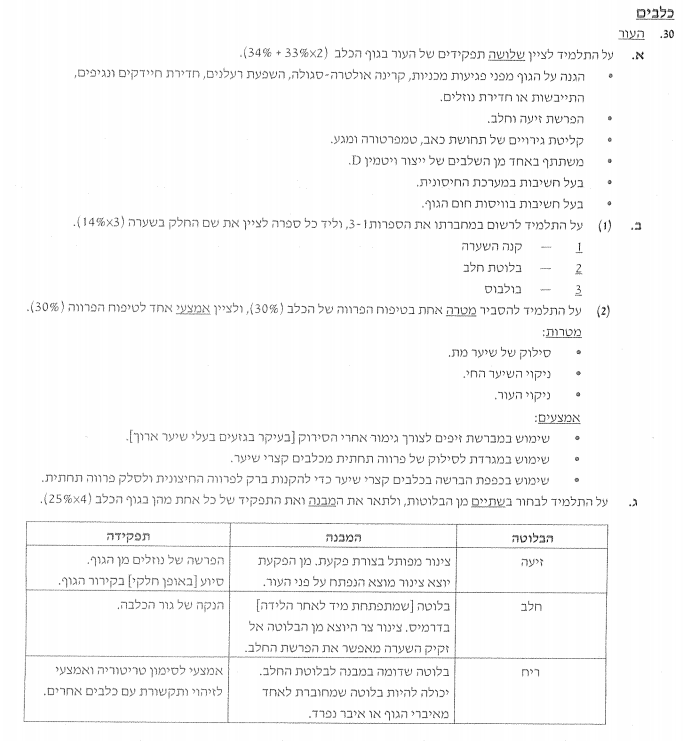 כלבים
30. העור
א. על התלמיד לציין שלושה תפקידים של העור בגוף הכלב (34% + 33%x2).
• הגנה על הגוף מפני פגיעות מכניות, קרינה אולטרה-סגולה, השפעת רעלנים, חדירת חיידקים ונגיפים,
התייבשות או חדירת נוזלים.
• הפרשת זיעה וחלב.
• קליטת גירויים של תחושת כאב, טמפרטורה ומגע.
• משתתף באחד מן השלבים של ייצור ויטמין D.
• בעל חשיבות במערכת החיסונית.
• בעל חשיבות בוויסות חום הגוף.
ב. (1) על התלמיד לרשום במחברתו את הספרות 1-3, וליד כל ספרה לציין את שם החלק בשערה (14%x3).
1 — קנה השערה
2 — בלוטת חלב
3 — בולבוס
(2) על התלמיד להסביר מטרה אחת בטיפוח הפרווה של הכלב (30%), ולציין אמצעי אחד לטיפוח הפרווה (30%).
מטרות:
• סילוק של שיער מת.
• ניקוי השיער החי.
• ניקוי העור.
אמצעים:
• שימוש במברשת זיפים לצורך גימור אחרי הסירוק [בעיקר בגזעים בעלי שיער ארוך].
• שימוש במגרדת לסילוק של פרווה תחתית מכלבים קצרי שיער.
• שימוש בכפפת הברשה בכלבים קצרי שיער כדי להקנות ברק לפרווה החיצונית ולסלק פרווה תחתית.
ג. על התלמיד לבחור בשתיים מן הבלוטות, ולתאר את המבנה ואת התפקיד של כל אחת מהן בגוף הכלב (25%x4).
הבלוטה המבנה תפקידה
זיעה צינור מפותל בצורת פקעת. מן הפקעת הפרשה של נוזלים מן הגוף.
יוצא צינור מוצא הנפתח על פני העור. סיוע [באופן חלקי] בקירור הגוף.
חלב בלוטה [שמתפתחת מיד לאחר הלידה] הנקה של גור הכלבה.
בדרמיס. צינור צר היוצא מן הבלוטה אל
זקיק השערה מאפשר את הפרשת החלב.
ריח בלוטה שדומה במבנה לבלוטת החלב. אמצעי לסימון טריטוריה ואמצעי
יכולה להיות בלוטה שמחוברת לאחד לזיהוי ותקשורת עם כלבים אחרים.
מאיברי הגוף או איבר נפרד.